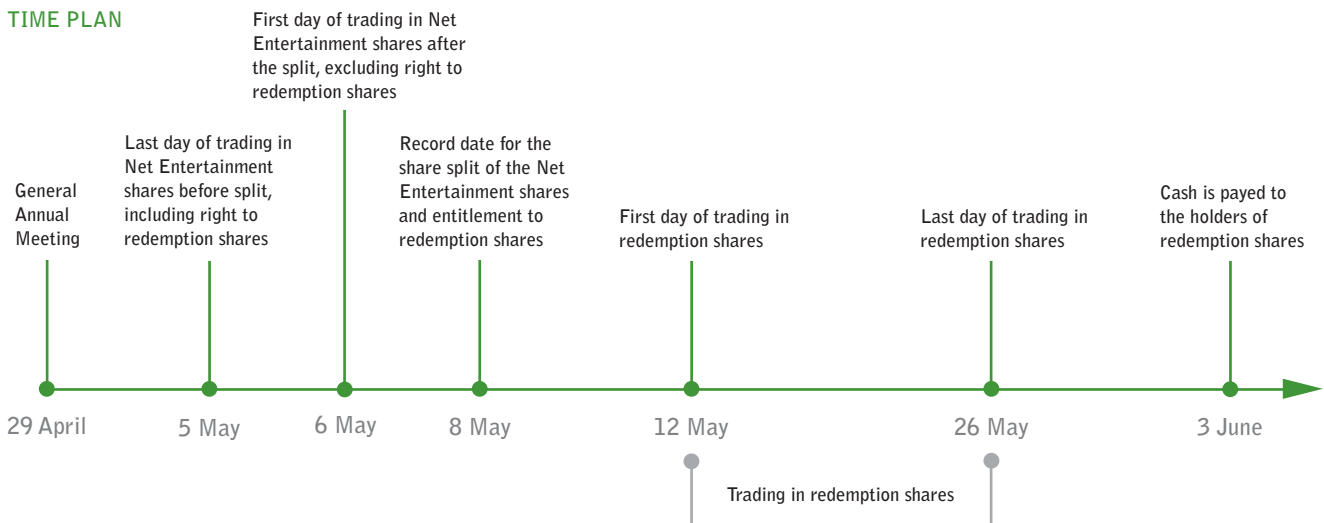 TIME PLAN
First day of trading in Net
Entertainment shares after
the split, excluding right to
redemption shares
General
Annual
Meeting
Last day of trading in
Net Entertainment
shares before split,
including right to
redemption shares
Record date for the
share split of the Net
Entertainment shares
and entitlement to
redemption shares
First day of trading in
redemption shares
Last day of trading in
redemption shares
Cash is payed to
the holders of
redemption shares
29 April
5 May
6 May
8 May
12 May
26 May
3 June
Trading in redemption shares